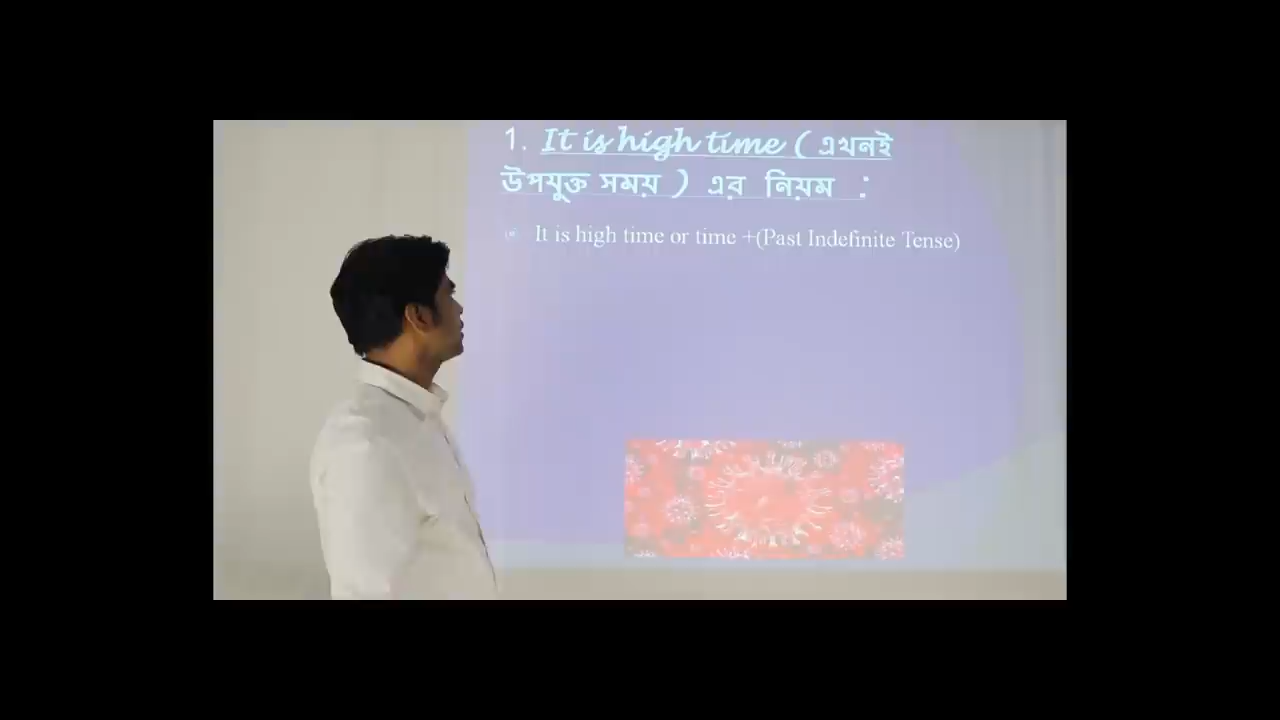 1. It is high time ( এখনই
উপযুক্ত সময় ) এর নিয়ম :
It is high time or time +(Past Indefinite Tense)